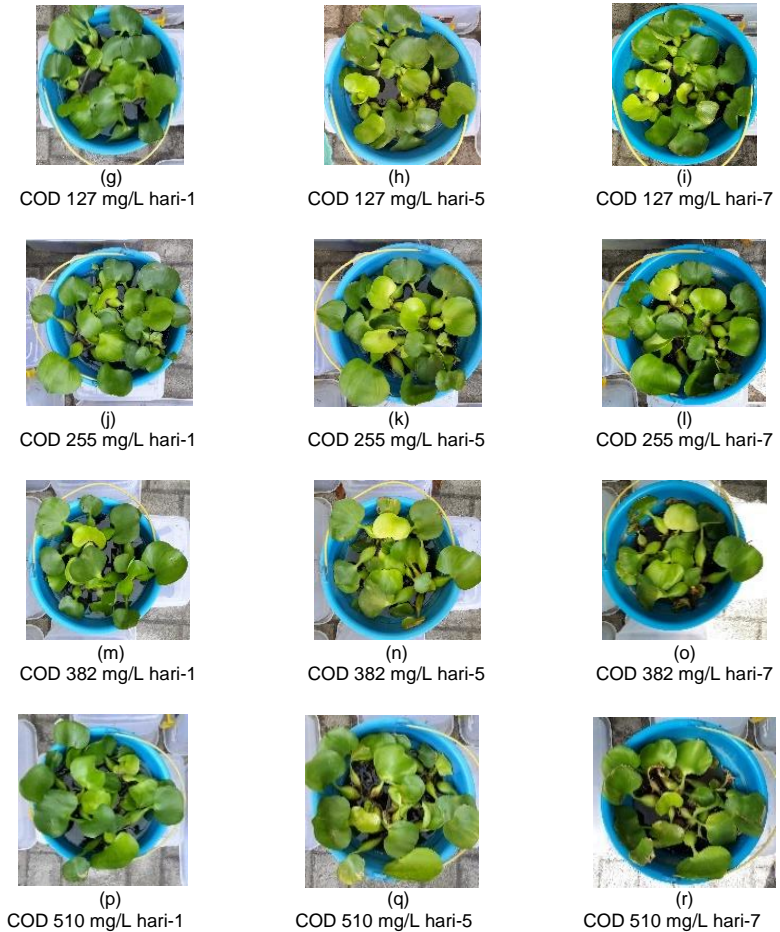 (g)
COD 127 mg/L hari-1
(h)
COD 127 mg/L hari-5
(i)
COD 127 mg/L hari-7
(j)
COD 255 mg/L hari-1
(k)
COD 255 mg/L hari-5
(l)
COD 255 mg/L hari-7
(m)
COD 382 mg/L hari-1
(n)
COD 382 mg/L hari-5
(o)
COD 382 mg/L hari-7
(p)
COD 510 mg/L hari-1
(q)
COD 510 mg/L hari-5
(r)
COD 510 mg/L hari-7